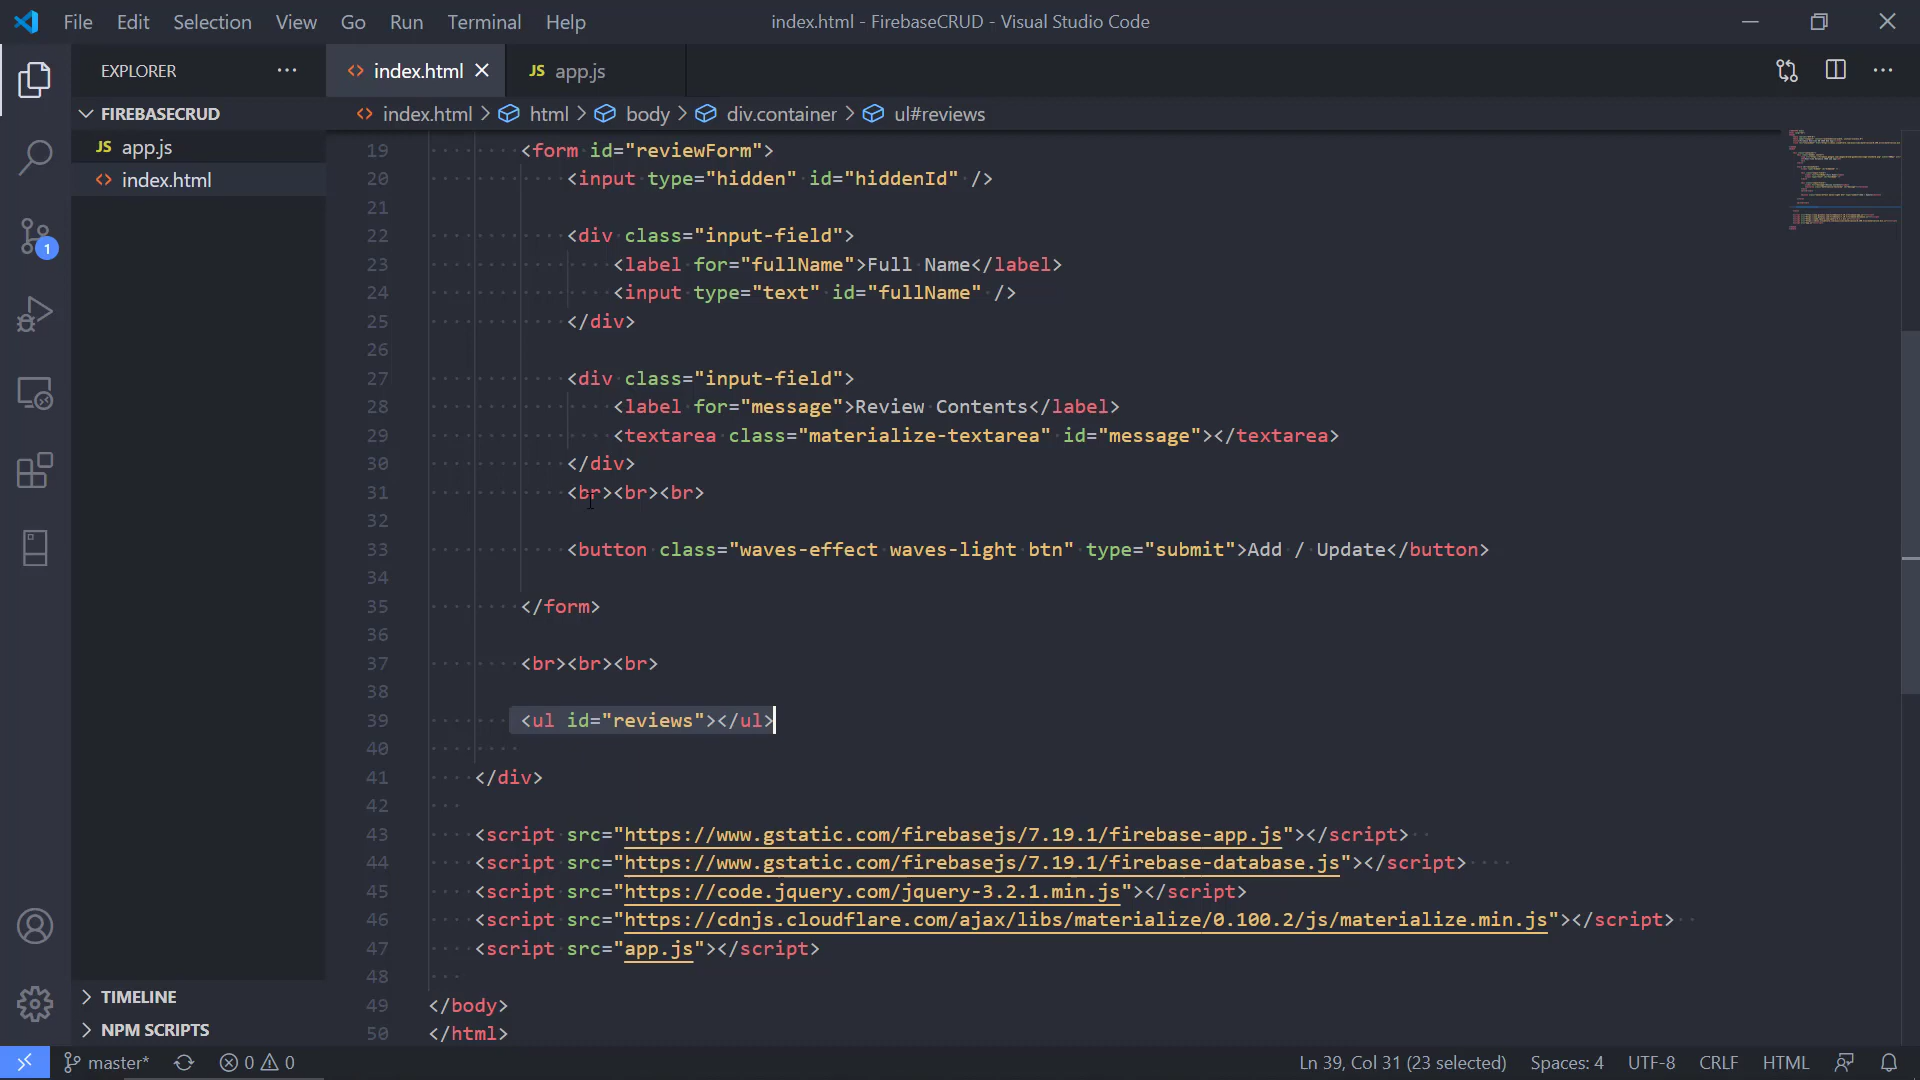 File Edit Selection View Go Run Terminal Help index.html - FirebaseCRUD - Visual Studio Code
EXPLORER ··· <> index.html JS app.js ···
FIREBASECRUD <> index.html > html > body > div.container > ul#reviews
JS app.js
<> index.html
1
19 <form id="reviewForm">
20 <input type="hidden" id="hiddenId" />
21
22 <div class="input-field">
23 <label for="fullName">Full Name</label>
24 <input type="text" id="fullName" />
25 </div>
26
27 <div class="input-field">
28 <label for="message">Review Contents</label>
29 <textarea class="materialize-textarea" id="message"></textarea>
30 </div>
31 <br><br><br>
32
33 <button class="waves-effect waves-light btn" type="submit">Add / Update</button>
34
35 </form>
36
37 <br><br><br>
38
39 <ul id="reviews"></ul>
40
41 </div>
42
43 <script src="https://www.gstatic.com/firebasejs/7.19.1/firebase-app.js"></script>
44 <script src="https://www.gstatic.com/firebasejs/7.19.1/firebase-database.js"></script>
45 <script src="https://code.jquery.com/jquery-3.2.1.min.js"></script>
46 <script src="https://cdnjs.cloudflare.com/ajax/libs/materialize/0.100.2/js/materialize.min.js"></script>
47 <script src="app.js"></script>
48
49 </body>
50 </html>
TIMELINE
NPM SCRIPTS
master* 0 0 Ln 39, Col 31 (23 selected) Spaces: 4 UTF-8 CRLF HTML